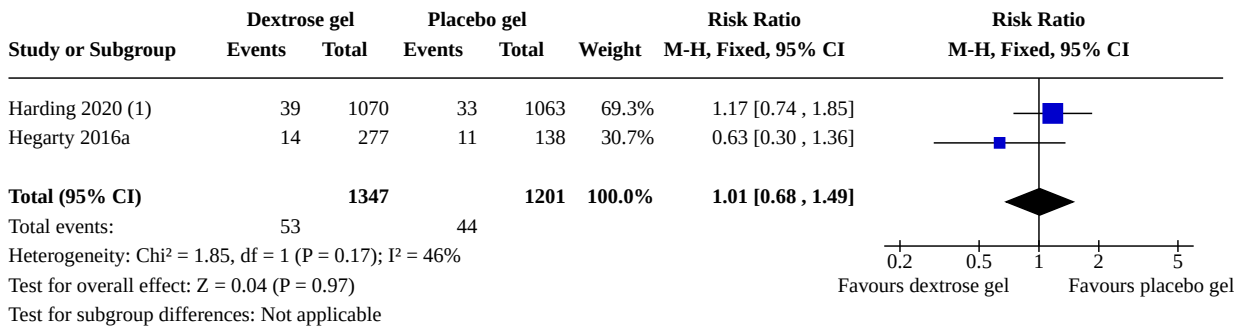 Dextrose gel Placebo gel Risk Ratio Risk Ratio
Study or Subgroup Events Total Events Total Weight M-H, Fixed, 95% CI M-H, Fixed, 95% CI
Harding 2020 (1) 39 1070 33 1063 69.3% 1.17 [0.74 , 1.85]
Hegarty 2016a 14 277 11 138 30.7% 0.63 [0.30 , 1.36]
Total (95% CI) 1347 1201 100.0% 1.01 [0.68 , 1.49]
Total events: 53 44
Heterogeneity: Chi² = 1.85, df = 1 (P = 0.17); I² = 46% 0.2 0.5 1 2 5
Test for overall effect: Z = 0.04 (P = 0.97) Favours dextrose gel Favours placebo gel
Test for subgroup differences: Not applicable